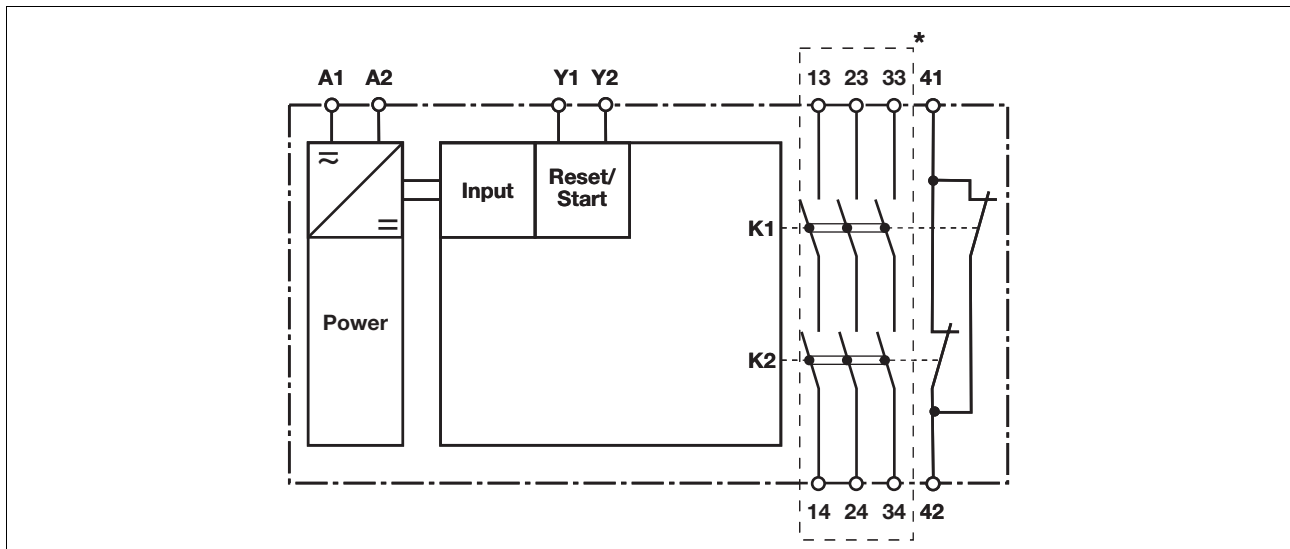 *
A1 A2 Y1 Y2 13 23 33 41
Input
Reset/
Start
K1
Power
K2
14 24 34 42